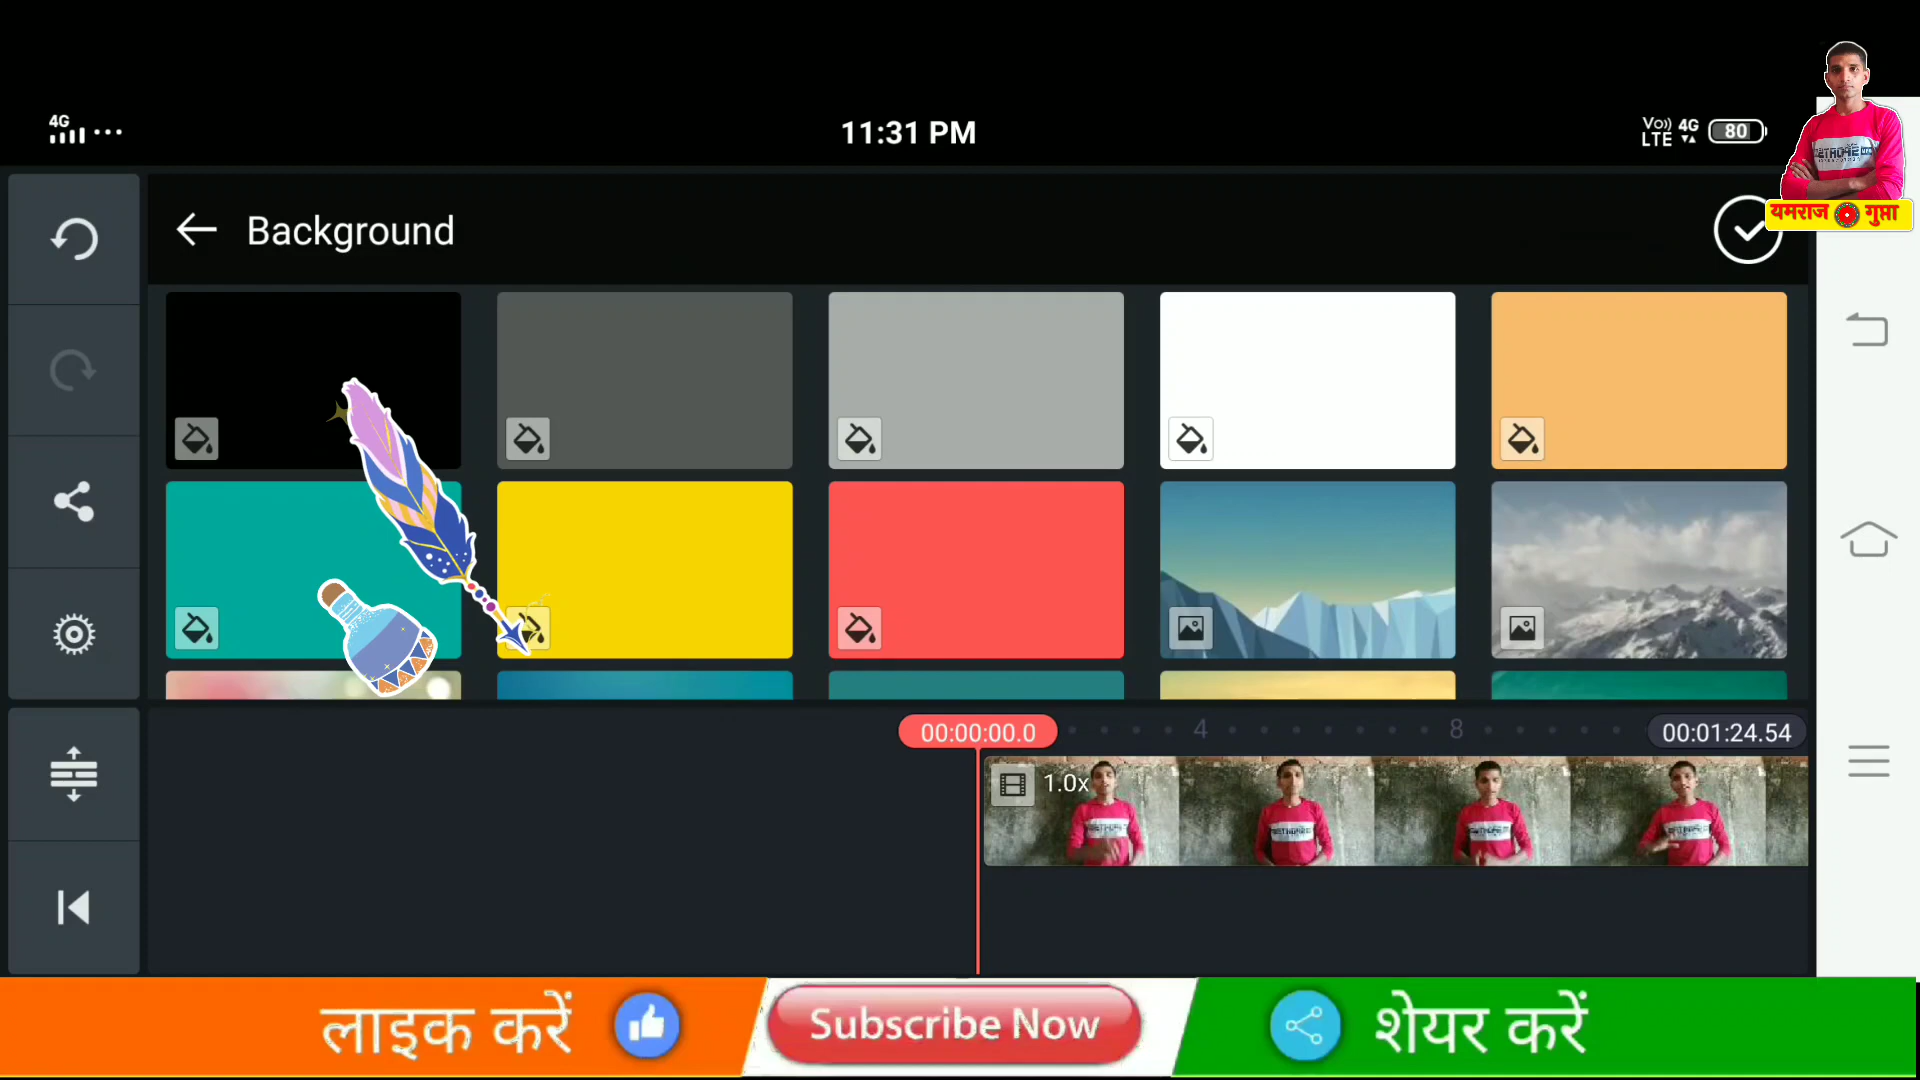 4G
11:31 PM
Vo)) LTE 4G 80
यमराज गुप्ता
Background
00:00:00.0
4
8
00:01:24.54
1.0x
लाइक करें
Subscribe Now
शेयर करें